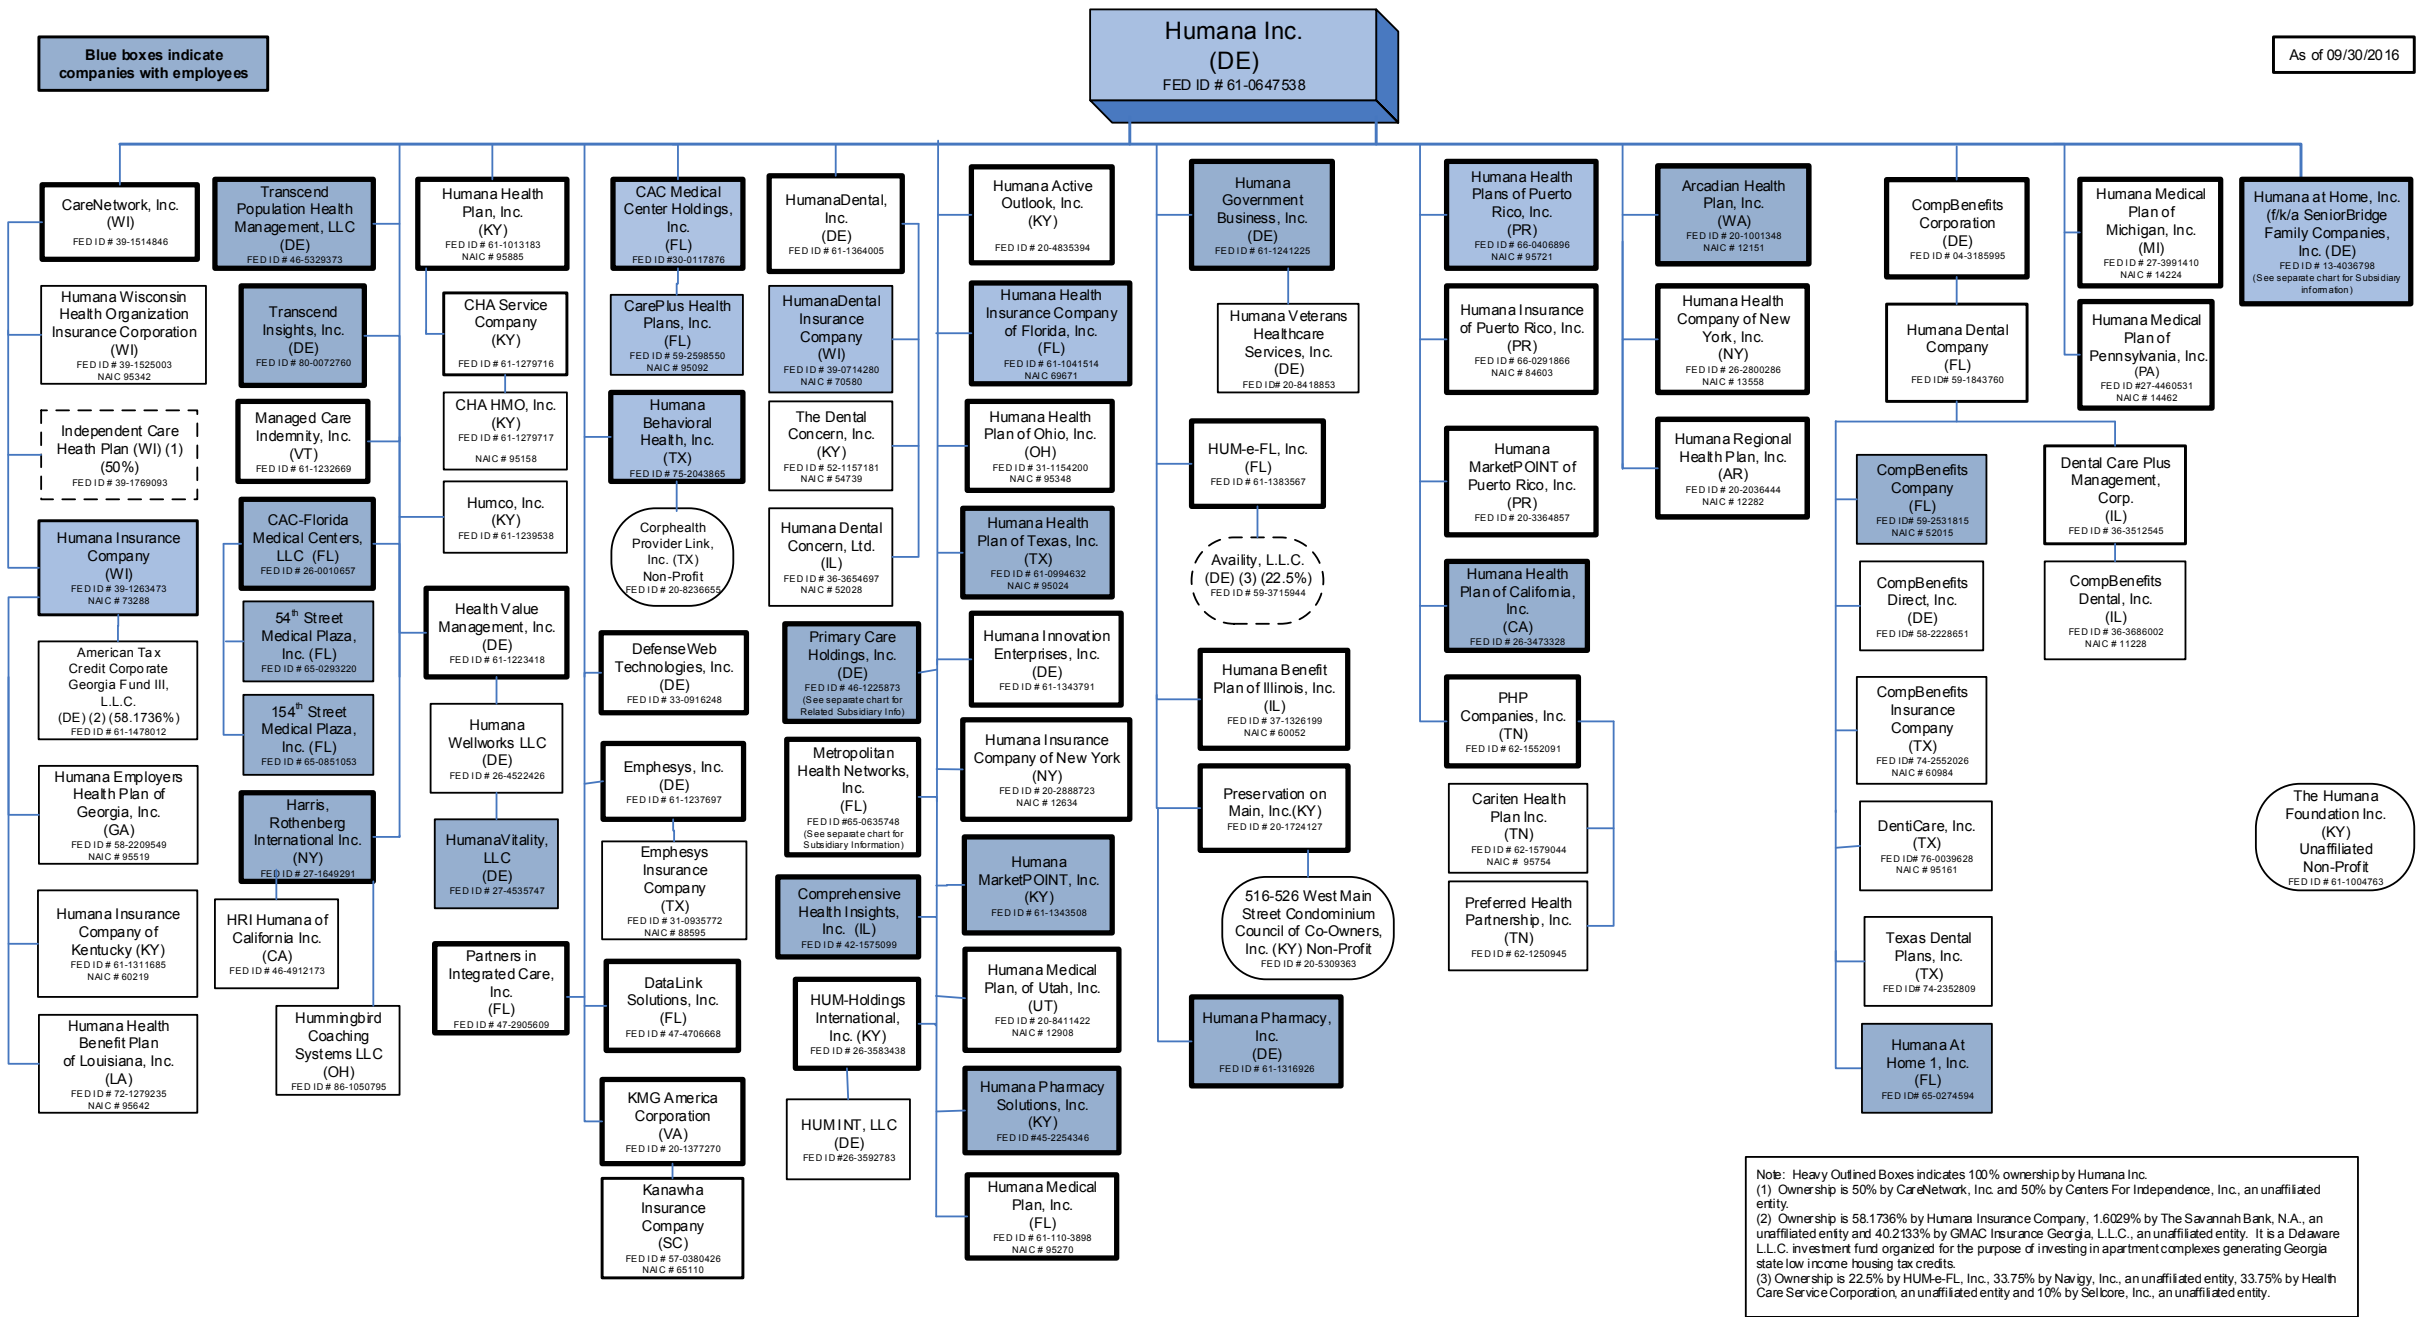 Humana Inc.
(DE)
FED ID # 61-0647538
Blue boxes indicate
companies with employees
As of 09/30/2016
CareNetwork, Inc.
(WI)
FED ID # 39-1514846
Humana Wisconsin
Health Organization
Insurance Corporation
(WI)
FED ID # 39-1525003
NAIC 95342
Independent Care
Heath Plan (WI) (1)
(50%)
FED ID # 39-1769093
Humana Insurance
Company
(WI)
FED ID # 39-1263473
NAIC # 73288
American Tax
Credit Corporate
Georgia Fund III,
L.L.C.
(DE) (2) (58.1736%)
FED ID # 61-1478012
Humana Employers
Health Plan of
Georgia, Inc.
(GA)
FED ID # 58-2209549
NAIC # 95519
Humana Insurance
Company of
Kentucky (KY)
FED ID # 61-1311685
NAIC # 60219
Humana Health
Benefit Plan
of Louisiana, Inc.
(LA)
FED ID # 72-1279235
NAIC # 95642
Transcend
Population Health
Management, LLC
(DE)
FED ID # 46-5329373
Transcend
Insights, Inc.
(DE)
FED ID # 80-0072760
Managed Care
Indemnity, Inc.
(VT)
FED ID # 61-1232669
CAC-Florida
Medical Centers,
LLC (FL)
FED ID # 26-0010657
54th Street
Medical Plaza,
Inc. (FL)
FED ID # 65-0293220
154th Street
Medical Plaza,
Inc. (FL)
FED ID # 65-0851053
Harris,
Rothenberg
International Inc.
(NY)
FED ID # 27-1649291
HRI Humana of
California Inc.
(CA)
FED ID # 46-4912173
Hummingbird
Coaching
Systems LLC
(OH)
FED ID # 86-1050795
Humana Health
Plan, Inc.
(KY)
FED ID # 61-1013183
NAIC # 95885
CHA Service
Company
(KY)
FED ID # 61-1279716
CHA HMO, Inc.
(KY)
FED ID # 61-1279717
NAIC # 95158
Humco, Inc.
(KY)
FED ID # 61-1239538
Health Value
Management, Inc.
(DE)
FED ID # 61-1223418
Humana
Wellworks LLC
(DE)
FED ID # 26-4522426
HumanaVitality,
LLC
(DE)
FED ID # 27-4535747
Partners in
Integrated Care,
Inc.
(FL)
FED ID # 47-2905609
CAC Medical
Center Holdings,
Inc.
(FL)
FED ID #30-0117876
CarePlus Health
Plans, Inc.
(FL)
FED ID # 59-2598550
NAIC # 95092
Humana
Behavioral
Health, Inc.
(TX)
FED ID # 75-2043865
Corphealth
Provider Link,
Inc. (TX)
Non-Profit
FED ID # 20-8236655
DefenseWeb
Technologies, Inc.
(DE)
FED ID # 33-0916248
Emphesys, Inc.
(DE)
FED ID # 61-1237697
Emphesys
Insurance
Company
(TX)
FED ID # 31-0935772
NAIC # 88595
DataLink
Solutions, Inc.
(FL)
FED ID # 47-4706668
KMG America
Corporation
(VA)
FED ID # 20-1377270
Kanawha
Insurance
Company
(SC)
FED ID # 57-0380426
NAIC # 65110
HumanaDental,
Inc.
(DE)
FED ID # 61-1364005
HumanaDental
Insurance
Company
(WI)
FED ID # 39-0714280
NAIC # 70580
The Dental
Concern, Inc.
(KY)
FED ID # 52-1157181
NAIC # 54739
Humana Dental
Concern, Ltd.
(IL)
FED ID # 36-3654697
NAIC # 52028
Primary Care
Holdings, Inc.
(DE)
FED ID # 46-1225873
(See separate chart for
Related Subsidiary Info)
Metropolitan
Health Networks,
Inc.
(FL)
FED ID #65-0635748
(See separate chart for
Subsidiary Information)
Comprehensive
Health Insights,
Inc. (IL)
FED ID # 42-1575099
HUM-Holdings
International,
Inc. (KY)
FED ID # 26-3583438
HUM INT, LLC
(DE)
FED ID #26-3592783
Humana Active
Outlook, Inc.
(KY)
FED ID # 20-4835394
Humana Health
Insurance Company
of Florida, Inc.
(FL)
FED ID # 61-1041514
NAIC 69671
Humana Health
Plan of Ohio, Inc.
(OH)
FED ID # 31-1154200
NAIC # 95348
Humana Health
Plan of Texas, Inc.
(TX)
FED ID # 61-0994632
NAIC # 95024
Humana Innovation
Enterprises, Inc.
(DE)
FED ID # 61-1343791
Humana Insurance
Company of New York
(NY)
FED ID # 20-2888723
NAIC # 12634
Humana
MarketPOINT, Inc.
(KY)
FED ID # 61-1343508
Humana Medical
Plan, of Utah, Inc.
(UT)
FED ID # 20-8411422
NAIC # 12908
Humana Pharmacy
Solutions, Inc.
(KY)
FED ID #45-2254346
Humana Medical
Plan, Inc.
(FL)
FED ID # 61-110-3898
NAIC # 95270
Humana
Government
Business, Inc.
(DE)
FED ID # 61-1241225
Humana Veterans
Healthcare
Services, Inc.
(DE)
FED ID# 20-8418853
HUM-e-FL, Inc.
(FL)
FED ID # 61-1383567
Availity, L.L.C.
(DE) (3) (22.5%)
FED ID # 59-3715944
Humana Benefit
Plan of Illinois, Inc.
(IL)
FED ID # 37-1326199
NAIC # 60052
Preservation on
Main, Inc.(KY)
FED ID # 20-1724127
516-526 West Main
Street Condominium
Council of Co-Owners,
Inc. (KY) Non-Profit
FED ID # 20-5309363
Humana Pharmacy,
Inc.
(DE)
FED ID # 61-1316926
Humana Health
Plans of Puerto
Rico, Inc.
(PR)
FED ID # 66-0406896
NAIC # 95721
Humana Insurance
of Puerto Rico, Inc.
(PR)
FED ID # 66-0291866
NAIC # 84603
Humana
MarketPOINT of
Puerto Rico, Inc.
(PR)
FED ID # 20-3364857
Humana Health
Plan of California,
Inc.
(CA)
FED ID # 26-3473328
PHP
Companies, Inc.
(TN)
FED ID # 62-1552091
Cariten Health
Plan Inc.
(TN)
FED ID # 62-1579044
NAIC # 95754
Preferred Health
Partnership, Inc.
(TN)
FED ID # 62-1250945
Arcadian Health
Plan, Inc.
(WA)
FED ID # 20-1001348
NAIC # 12151
Humana Health
Company of New
York, Inc.
(NY)
FED ID # 26-2800286
NAIC # 13558
Humana Regional
Health Plan, Inc.
(AR)
FED ID # 20-2036444
NAIC # 12282
CompBenefits
Corporation
(DE)
FED ID # 04-3185995
Humana Dental
Company
(FL)
FED ID# 59-1843760
CompBenefits
Company
(FL)
FED ID# 59-2531815
NAIC # 52015
CompBenefits
Direct, Inc.
(DE)
FED ID# 58-2228651
CompBenefits
Insurance
Company
(TX)
FED ID# 74-2552026
NAIC # 60984
DentiCare, Inc.
(TX)
FED ID# 76-0039628
NAIC # 95161
Texas Dental
Plans, Inc.
(TX)
FED ID# 74-2352809
Humana At
Home 1, Inc.
(FL)
FED ID# 65-0274594
Dental Care Plus
Management,
Corp.
(IL)
FED ID # 36-3512545
CompBenefits
Dental, Inc.
(IL)
FED ID # 36-3686002
NAIC # 11228
Humana Medical
Plan of
Michigan, Inc.
(MI)
FED ID # 27-3991410
NAIC # 14224
Humana Medical
Plan of
Pennsylvania, Inc.
(PA)
FED ID #27-4460531
NAIC # 14462
Humana at Home, Inc.
(f/k/a SeniorBridge
Family Companies,
Inc. (DE)
FED ID # 13-4036798
(See separate chart for Subsidiary
information)
The Humana
Foundation Inc.
(KY)
Unaffiliated
Non-Profit
FED ID # 61-1004763
Note: Heavy Outlined Boxes indicates 100% ownership by Humana Inc.
(1) Ownership is 50% by CareNetwork, Inc. and 50% by Centers For Independence, Inc., an unaffiliated
entity.
(2) Ownership is 58.1736% by Humana Insurance Company, 1.6029% by The Savannah Bank, N.A., an
unaffiliated entity and 40.2133% by GMAC Insurance Georgia, L.L.C., an unaffiliated entity. It is a Delaware
L.L.C. investment fund organized for the purpose of investing in apartment complexes generating Georgia
state low income housing tax credits.
(3) Ownership is 22.5% by HUM-e-FL, Inc., 33.75% by Navigy, Inc., an unaffiliated entity, 33.75% by Health
Care Service Corporation, an unaffiliated entity and 10% by Sellcore, Inc., an unaffiliated entity.